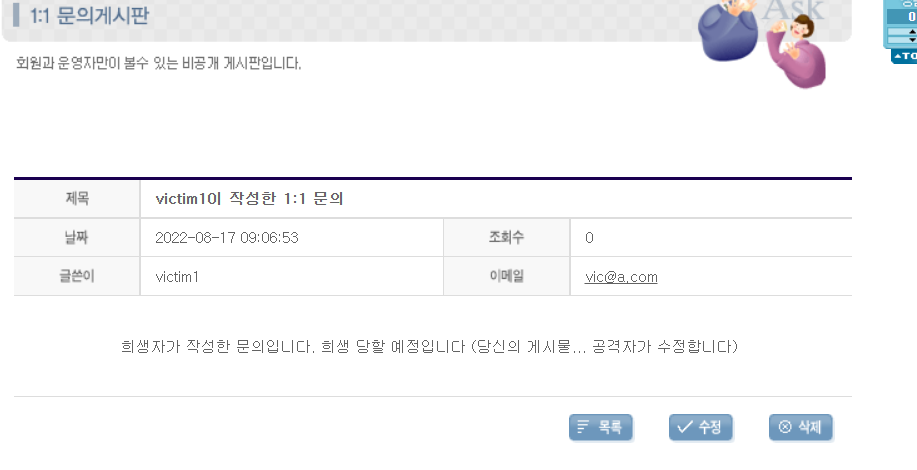 Ask
1:1 문의게시판
회원과 운영자만이 볼수 있는 비공개 게시판입니다.
제목 victim1이 작성한 1:1 문의
날짜 2022-08-17 09:06:53 조회수 0
글쓴이 victim1 이메일 vic@a.com
희생자가 작성한 문의입니다. 희생 당할 예정입니다 (당신의 게시물... 공격자가 수정합니다)
목록 수정 삭제